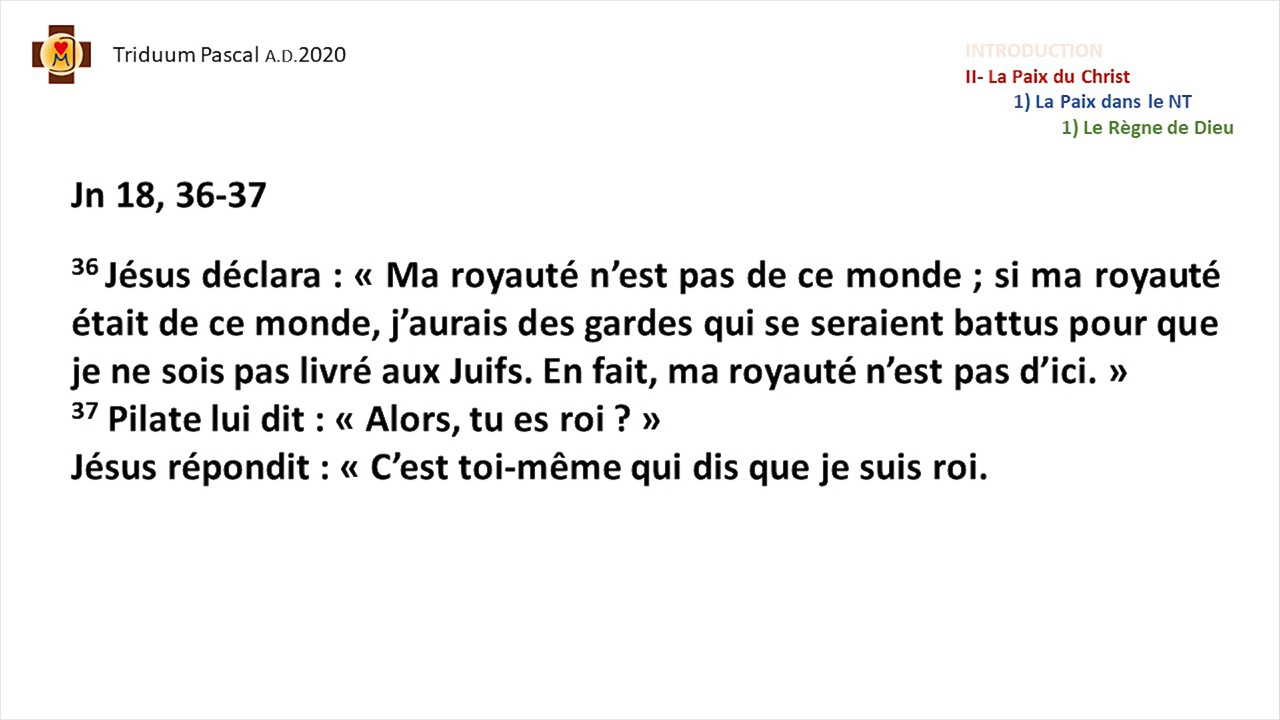 Triduum Pascal A.D.2020
INTRODUCTION
II- La Paix du Christ
1) La Paix dans le NT
1) Le Règne de Dieu
Jn 18, 36-37
36 Jésus déclara : « Ma royauté n’est pas de ce monde ; si ma royauté
était de ce monde, j’aurais des gardes qui se seraient battus pour que
je ne sois pas livré aux Juifs. En fait, ma royauté n’est pas d’ici. »
37 Pilate lui dit : « Alors, tu es roi ? »
Jésus répondit : « C’est toi-même qui dis que je suis roi.